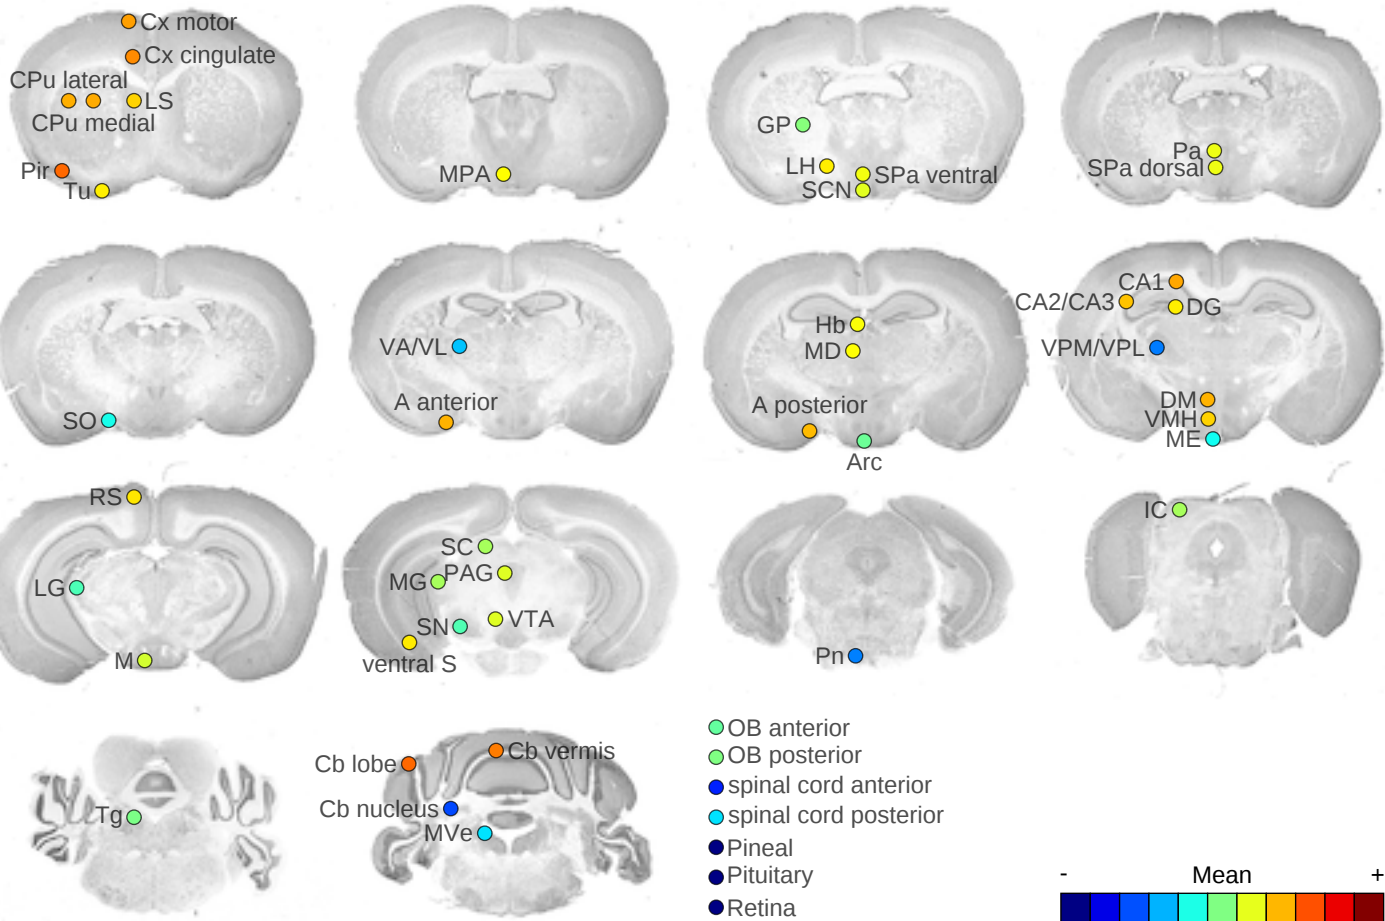 Cx motor
Cx cingulate
CPu lateral
LS
CPu medial
Pir
Tu
MPA
GP
LH
SPa ventral
SCN
Pa
SPa dorsal
SO
VA/VL
A anterior
Hb
MD
A posterior
Arc
CA1
CA2/CA3
DG
VPM/VPL
DM
VMH
ME
RS
LG
M
SC
MG
PAG
SN
VTA
ventral S
Pn
IC
Tg
Cb lobe
Cb vermis
Cb nucleus
MVe
OB anterior
OB posterior
spinal cord anterior
spinal cord posterior
Pineal
Pituitary
Retina
- Mean +